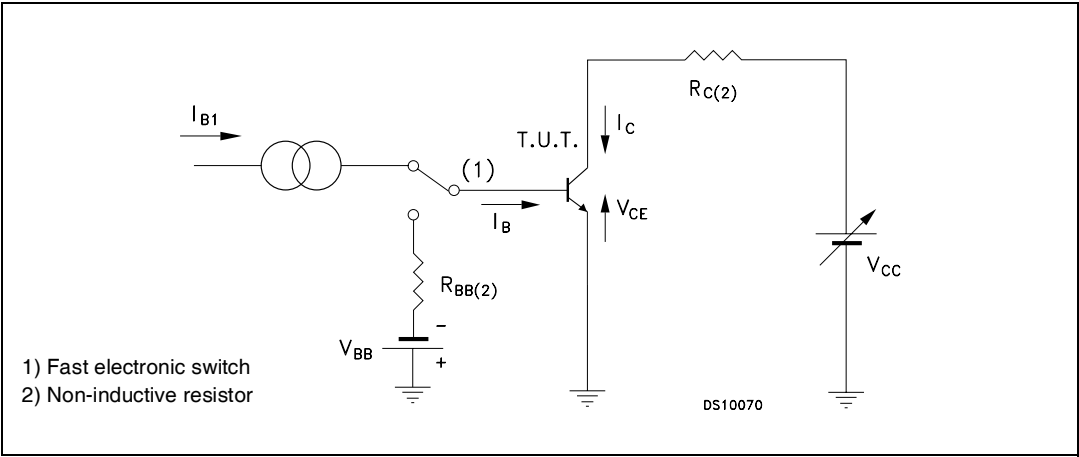 I_B1
R_C(2)
I_C
T.U.T.
(1)
V_CE
I_B
V_CC
R_BB(2)
-
V_BB
+
1) Fast electronic switch
2) Non-inductive resistor
DS10070